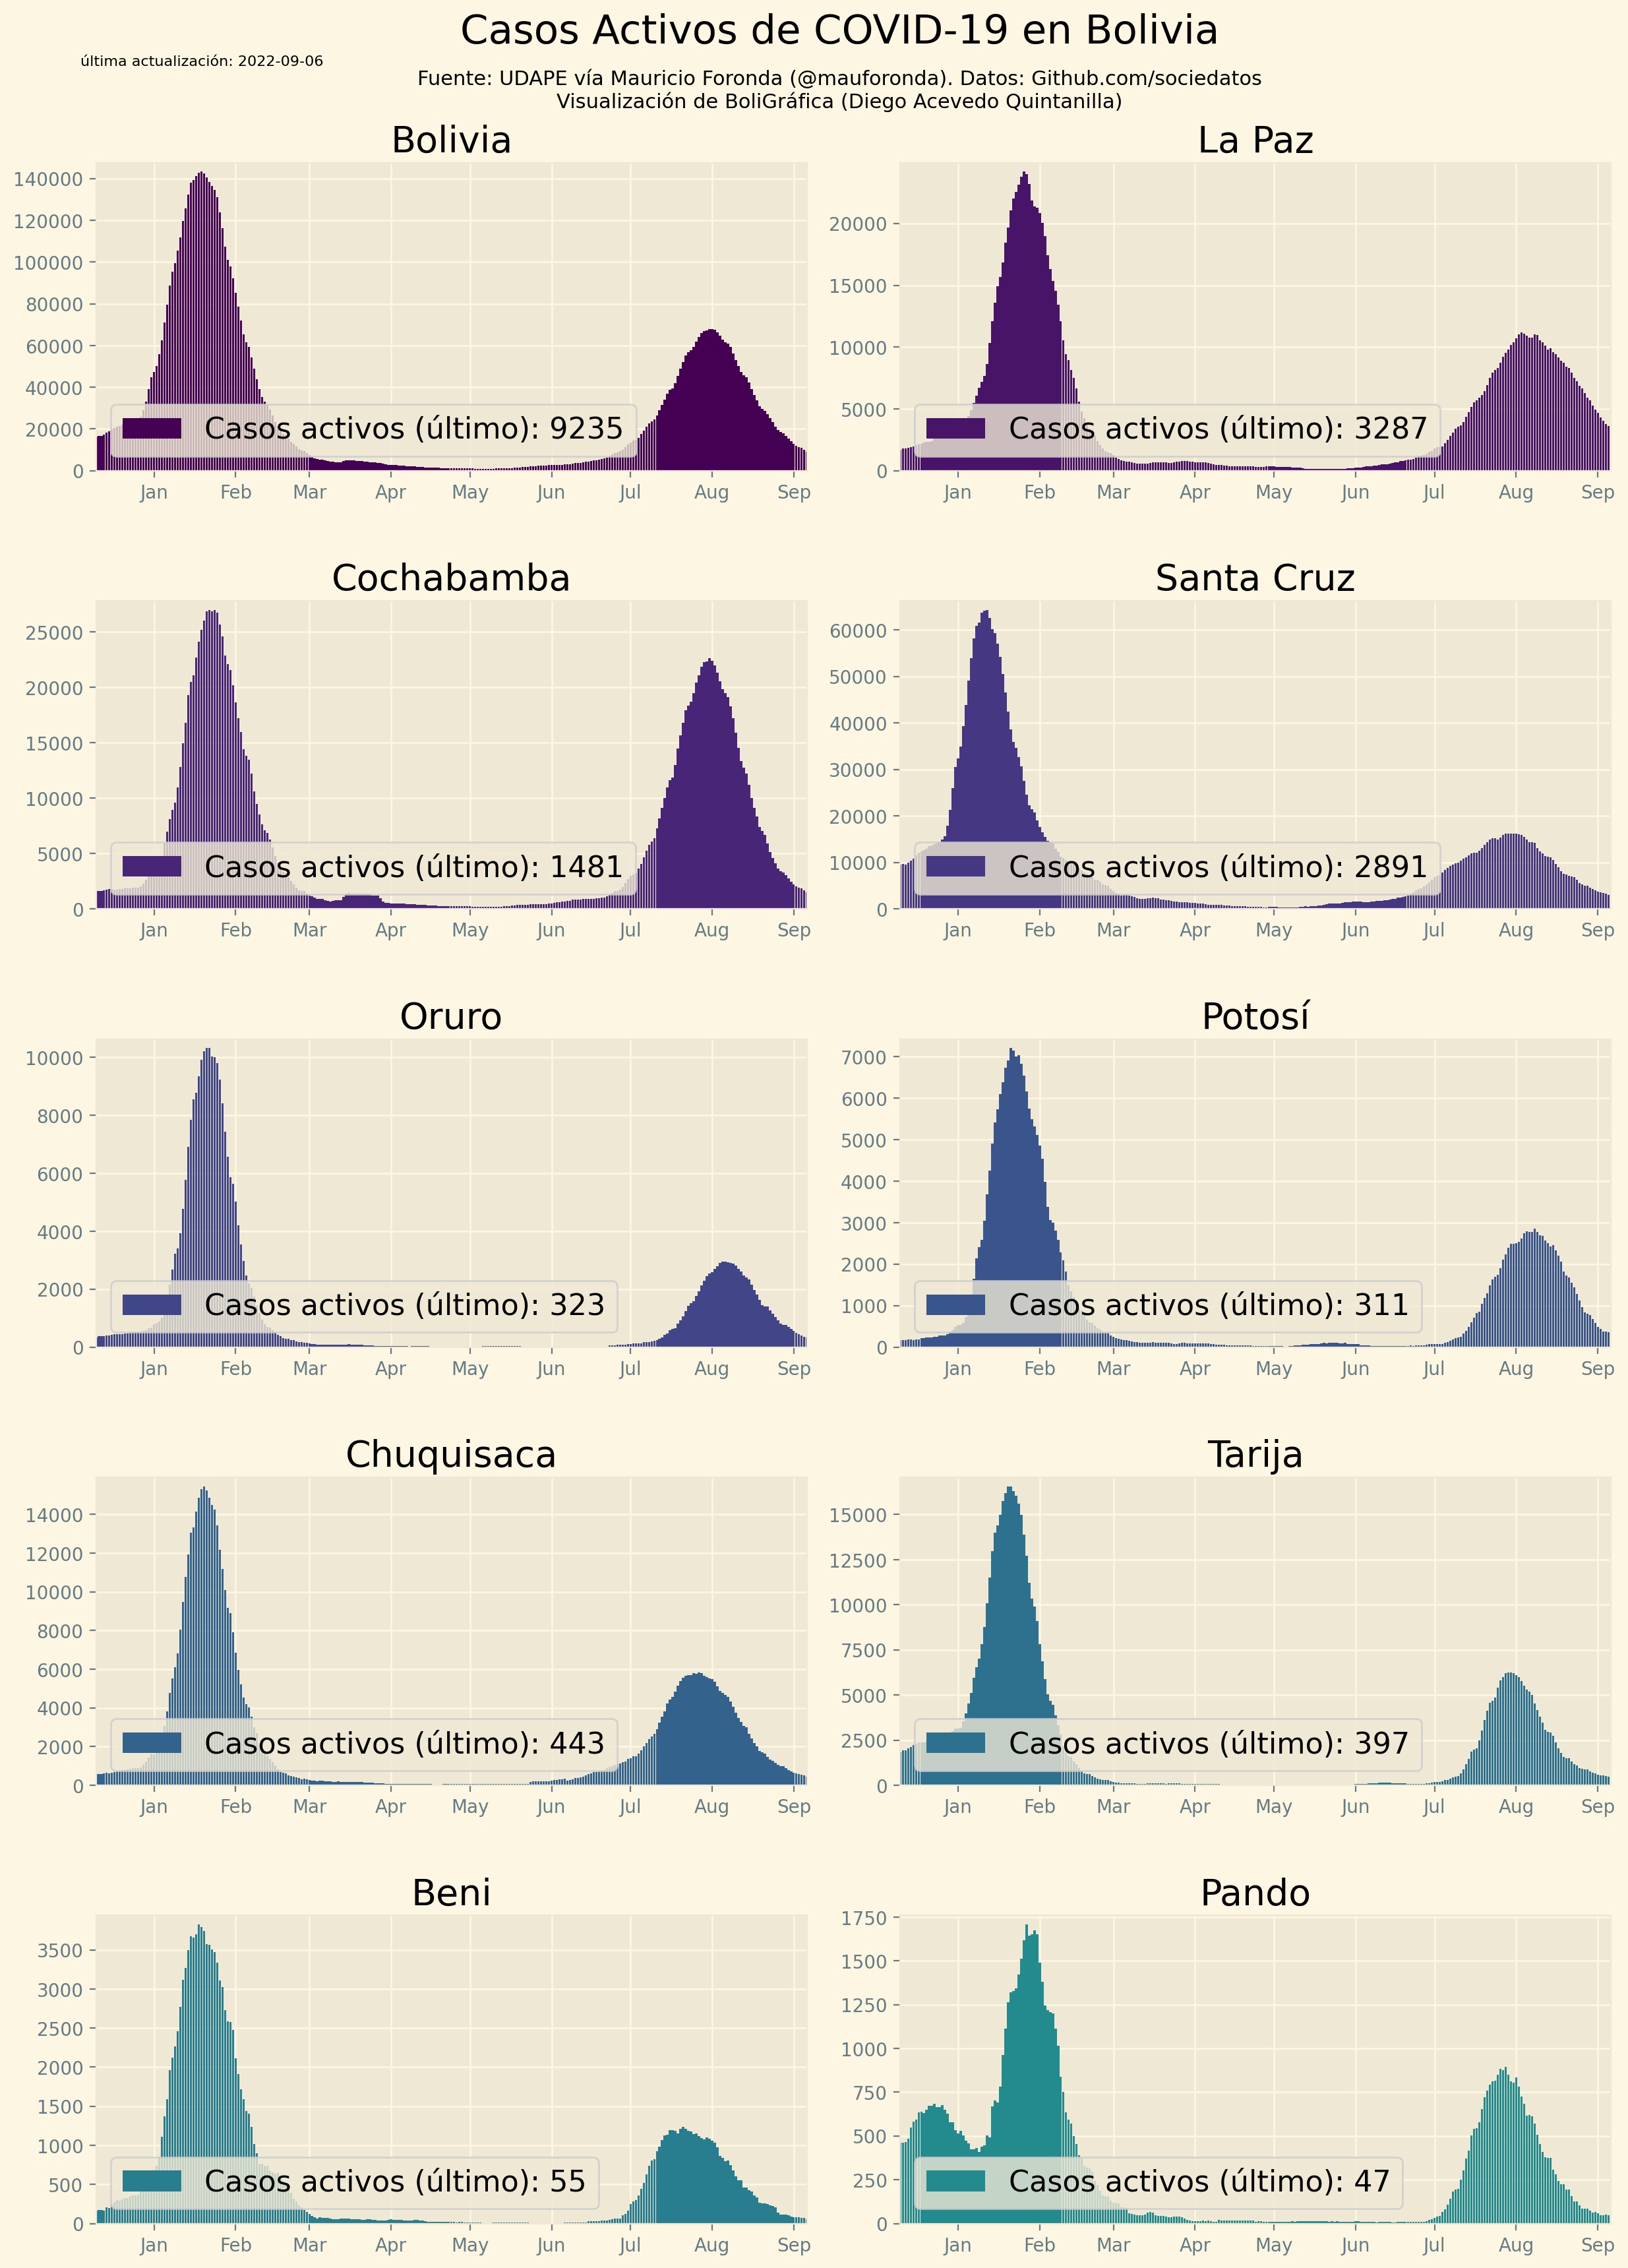 Casos Activos de COVID-19 en Bolivia
última actualización: 2022-09-06
Fuente: UDAPE vía Mauricio Foronda (@mauforonda). Datos: Github.com/sociedatos
Visualización de BoliGráfica (Diego Acevedo Quintanilla)
Bolivia
140000
120000
100000
80000
60000
40000
20000
0
Casos activos (último): 9235
Jan Feb Mar Apr May Jun Jul Aug Sep
La Paz
20000
15000
10000
5000
0
Casos activos (último): 3287
Jan Feb Mar Apr May Jun Jul Aug Sep
Cochabamba
25000
20000
15000
10000
5000
0
Casos activos (último): 1481
Jan Feb Mar Apr May Jun Jul Aug Sep
Santa Cruz
60000
50000
40000
30000
20000
10000
0
Casos activos (último): 2891
Jan Feb Mar Apr May Jun Jul Aug Sep
Oruro
10000
8000
6000
4000
2000
0
Casos activos (último): 323
Jan Feb Mar Apr May Jun Jul Aug Sep
Potosí
7000
6000
5000
4000
3000
2000
1000
0
Casos activos (último): 311
Jan Feb Mar Apr May Jun Jul Aug Sep
Chuquisaca
14000
12000
10000
8000
6000
4000
2000
0
Casos activos (último): 443
Jan Feb Mar Apr May Jun Jul Aug Sep
Tarija
15000
12500
10000
7500
5000
2500
0
Casos activos (último): 397
Jan Feb Mar Apr May Jun Jul Aug Sep
Beni
3500
3000
2500
2000
1500
1000
500
0
Casos activos (último): 55
Jan Feb Mar Apr May Jun Jul Aug Sep
Pando
1750
1500
1250
1000
750
500
250
0
Casos activos (último): 47
Jan Feb Mar Apr May Jun Jul Aug Sep